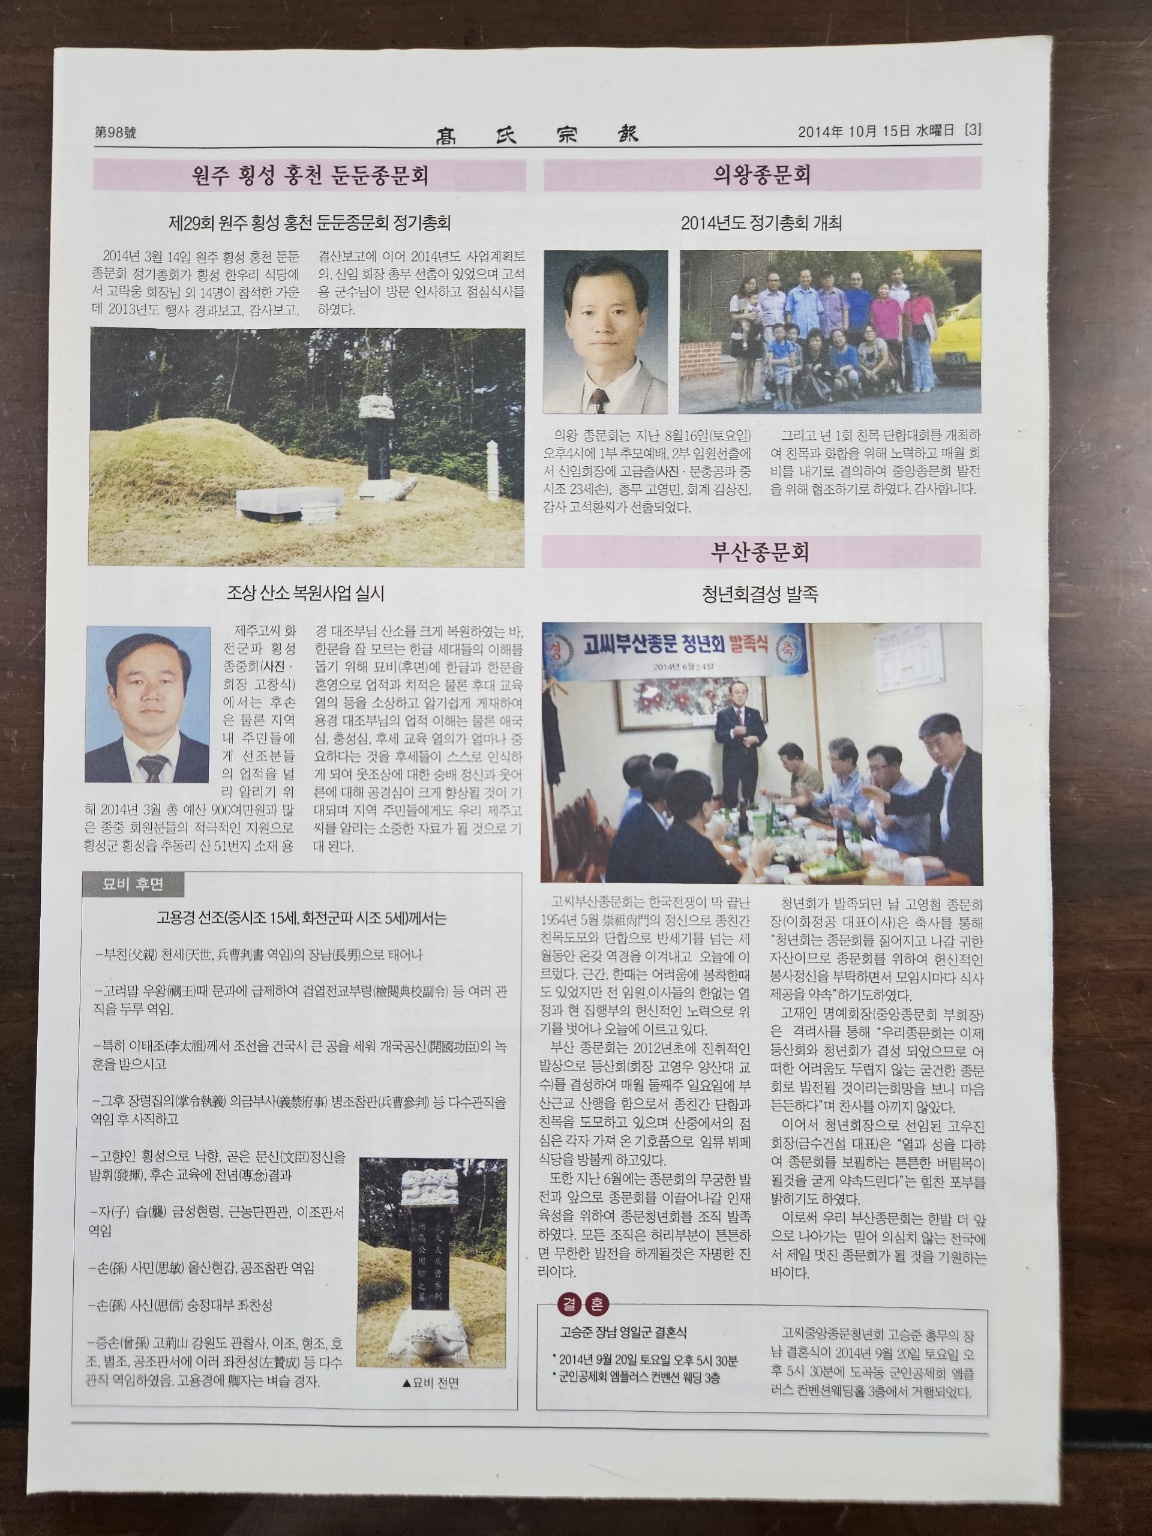 第98號
高氏宗報
2014年 10月 15日 水曜日 [3]
원주 횡성 홍천 둔둔종문회
제29회 원주 횡성 홍천 둔둔종문회 정기총회
2014년 3월 14일 원주 횡성 홍천 둔둔
종문회 정기총회가 횡성 한우리 식당에
서 고락웅 회장님 외 14명이 참석한 가운
데 2013년도 행사 경과보고, 감사보고,
결산보고에 이어 2014년도 사업계획토
의, 신임 회장 총무 선출이 있었으며 고석
용 군수님이 방문 인사하고 점심식사를
하였다.
조상 산소 복원사업 실시
제주고씨 화
전군파 횡성
종중회(사진·
회장 고창식)
에서는 후손
은 물론 지역
내 주민들에
게 선조분들
의 업적을 널
리 알리기 위
해 2014년 3월 총 예산 900여만원과 많
은 종중 회원분들의 적극적인 지원으로
횡성군 횡성읍 추동리 산 51번지 소재 용
경 대조부님 산소를 크게 복원하였는 바,
한문을 잘 모르는 한글 세대들의 이해를
돕기 위해 묘비(후면)에 한글과 한문을
혼영으로 업적과 치적은 물론 후대 교육
열의 등을 소상하고 알기쉽게 게재하여
용경 대조부님의 업적 이해는 물론 애국
심, 충성심, 후세 교육 열의가 얼마나 중
요하다는 것을 후세들이 스스로 인식하
게 되여 웃조상에 대한 숭배 정신과 웃어
른에 대해 공경심이 크게 향상될 것이 기
대되며 지역 주민들에게도 우리 제주고
씨를 알리는 소중한 자료가 될 것으로 기
대 된다.
묘비 후면
고용경 선조(중시조 15세, 화전군파 시조 5세)께서는
–부친(父親) 천세(天世, 兵曹判書 역임)의 장남(長男)으로 태어나
–고려말 우왕(禑王)때 문과에 급제하여 검열전교부령(檢閱典校副令) 등 여러 관
직을 두루 역임.
–특히 이태조(李太祖)께서 조선을 건국시 큰 공을 세워 개국공신(開國功臣)의 녹
훈을 받으시고
–그후 장령집의(掌令執義) 의금부사(義禁府事) 병조참판(兵曹參判) 등 다수관직을
역임 후 사직하고
–고향인 횡성으로 낙향, 곧은 문신(文臣)정신을
발휘(發揮), 후손 교육에 전념(專念)결과
–자(子) 습(襲) 금성현령, 근농단판관, 이조판서
역임
–손(孫) 사민(思敏) 울산현감, 공조참판 역임
–손(孫) 사신(思信) 숭정대부 좌찬성
–증손(曾孫) 고荊山 강원도 관찰사, 이조, 형조, 호
조, 병조, 공조판서에 이러 좌찬성(左贊成) 등 다수
관직 역임하였음. 고용경에 卿자는 벼슬 경자.
▲묘비 전면
의왕종문회
2014년도 정기총회 개최
의왕 종문회는 지난 8월16일(토요일)
오후4시에 1부 추모예배, 2부 임원선출에
서 신임회장에 고금출(사진·문충공파 중
시조 23세손), 총무 고영민, 회계 김상진,
감사 고석환씨가 선출되었다.
그리고 년 1회 친목 단합대회를 개최하
여 친목과 화합을 위해 노력하고 매월 회
비를 내기로 결의하여 중앙종문회 발전
을 위해 협조하기로 하였다. 감사합니다.
부산종문회
청년회결성 발족
경 고씨부산종문 청년회 발족식 축
2014년 6월 24일
고씨부산종문회는 한국전쟁이 막 끝난
1954년 5월 崇祖尙門의 정신으로 종친간
친목도모와 단합으로 반세기를 넘는 세
월동안 온갖 역경을 이겨내고 오늘에 이
르렀다. 근간, 한때는 어려움에 봉착한때
도 있었지만 전 임원,이사들의 한없는 열
정과 현 집행부의 헌신적인 노력으로 위
기를 벗어나 오늘에 이르고 있다.
부산 종문회는 2012년초에 진취적인
발상으로 등산회(회장 고영우 양산대 교
수)를 결성하여 매월 둘째주 일요일에 부
산근교 산행을 함으로서 종친간 단합과
친목을 도모하고 있으며 산중에서의 점
심은 각자 가져 온 기호품으로 일류 뷔페
식당을 방불케 하고있다.
또한 지난 6월에는 종문회의 무궁한 발
전과 앞으로 종문회를 이끌어나갈 인재
육성을 위하여 종문청년회를 조직 발족
하였다. 모든 조직은 허리부분이 튼튼하
면 무한한 발전을 하게될것은 자명한 진
리이다.
청년회가 발족되던 날 고영철 종문회
장(이화정공 대표이사)은 축사를 통해
“청년회는 종문회를 짊어지고 나갈 귀한
자산이므로 종문회를 위하여 헌신적인
봉사정신을 부탁하면서 모임시마다 식사
제공을 약속”하기도하였다.
고재인 명예회장(중앙종문회 부회장)
은 격려사를 통해 “우리종문회는 이제
등산회와 청년회가 결성 되었으므로 어
떠한 어려움도 두렵지 않는 굳건한 종문
회로 발전될 것이리는희망을 보니 마음
든든하다”며 찬사를 아끼지 않았다.
이어서 청년회장으로 선임된 고우진
회장(금수건설 대표)은 “열과 성을 다햐
여 종문회를 보필하는 튼튼한 버팀목이
될것을 굳게 약속드린다”는 힘찬 포부를
밝히기도 하였다.
이로써 우리 부산종문회는 한발 더 앞
으로 나아가는 믿어 의심치 않는 전국에
서 제일 멋진 종문회가 될 것을 기원하는
바이다.
결혼
고승준 장남 영일군 결혼식
* 2014년 9월 20일 토요일 오후 5시 30분
* 군인공제회 엠플러스 컨벤션 웨딩 3층
고씨중앙종문청년회 고승준 총무의 장
남 결혼식이 2014년 9월 20일 토요일 오
후 5시 30분에 도곡동 군인공제회 엠플
러스 컨벤션웨딩홀 3층에서 거행되었다.